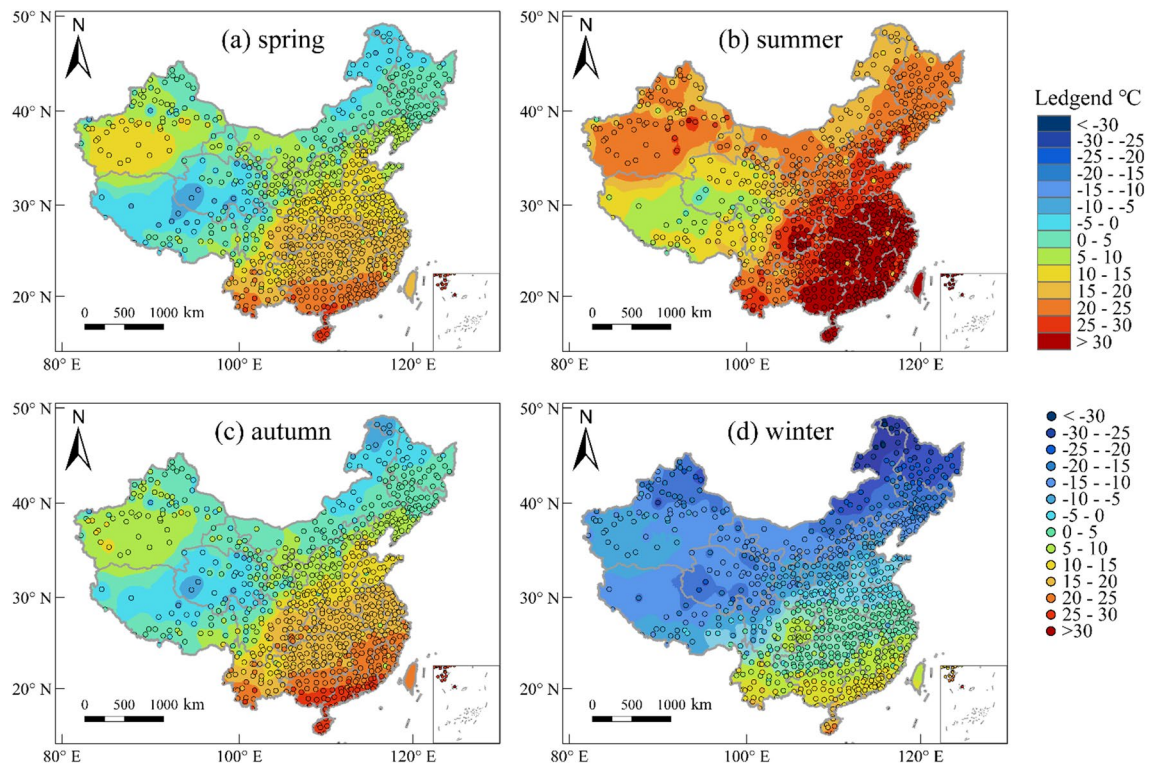 50° N
N
(a) spring
40° N
30° N
20° N
0 500 1000 km
80° E
100° E
120° E
50° N
N
(b) summer
40° N
30° N
20° N
0 500 1000 km
80° E
100° E
120° E
Ledgend °C
< -30
-30 - -25
-25 - -20
-20 - -15
-15 - -10
-10 - -5
-5 - 0
0 - 5
5 - 10
10 - 15
15 - 20
20 - 25
25 - 30
> 30
50° N
N
(c) autumn
40° N
30° N
20° N
0 500 1000 km
80° E
100° E
120° E
50° N
N
(d) winter
40° N
30° N
20° N
0 500 1000 km
80° E
100° E
120° E
< -30
-30 - -25
-25 - -20
-20 - -15
-15 - -10
-10 - -5
-5 - 0
0 - 5
5 - 10
10 - 15
15 - 20
20 - 25
25 - 30
>30